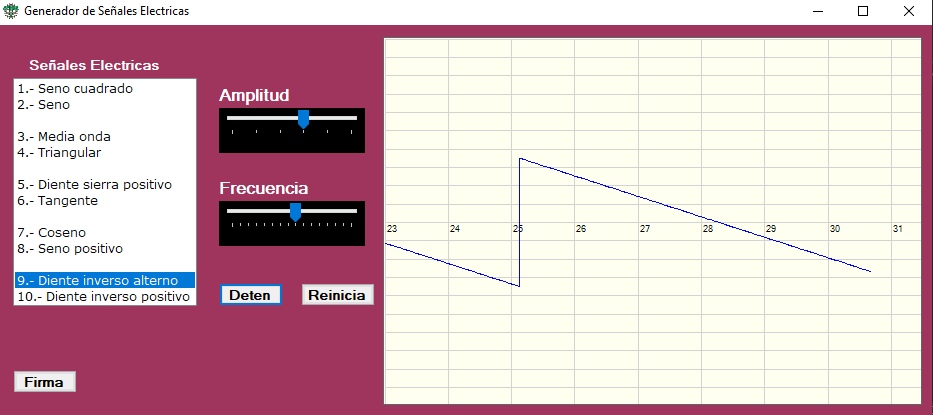 Generador de Señales Electricas
Señales Electricas
1.- Seno cuadrado
2.- Seno
3.- Media onda
4.- Triangular
5.- Diente sierra positivo
6.- Tangente
7.- Coseno
8.- Seno positivo
9.- Diente inverso alterno
10.- Diente inverso positivo
Amplitud
Frecuencia
Deten Reinicia
Firma
23 24 25 26 27 28 29 30 31